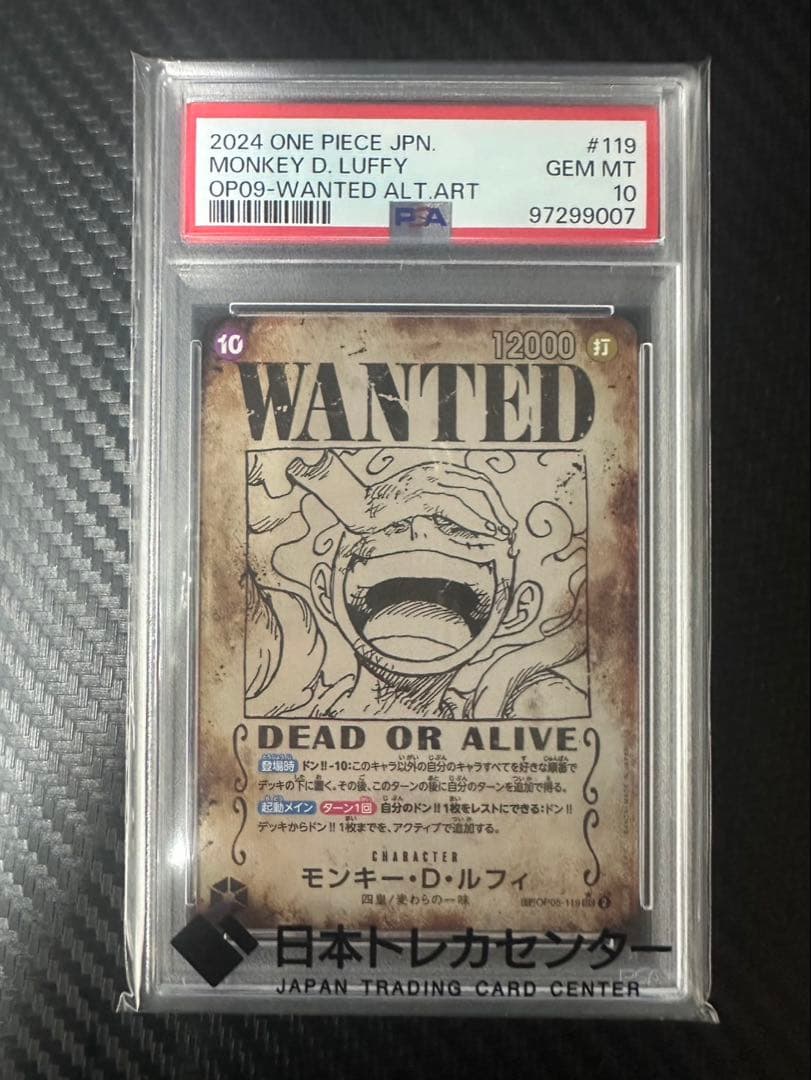 2024 ONE PIECE JPN. #119
MONKEY D. LUFFY GEM MT
OP09-WANTED ALT.ART 10
PSA 97299007
10 12000 打
WANTED
DEAD OR ALIVE
登場時 ドン!!-10:このキャラ以外の自分のキャラすべてを好きな順番で
デッキの下に置く。その後、このターンの後に自分のターンを追加で得る。
起動メイン ターン1回 自分のドン!!1枚をレストにできる:ドン!!
デッキからドン!!1枚までを、アクティブで追加する。
CHARACTER
モンキー・D・ルフィ
四皇/麦わらの一味
OP05-119
日本トレカセンター
JAPAN TRADING CARD CENTER